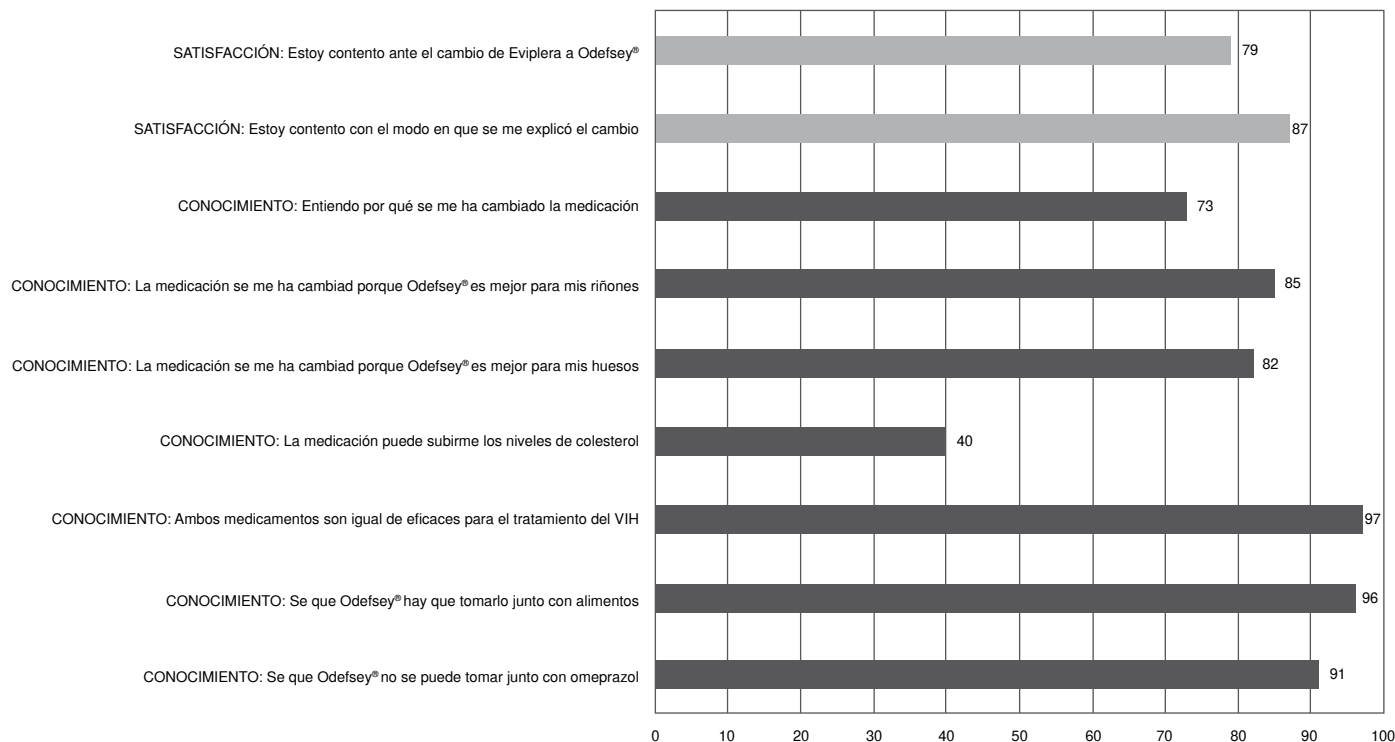 SATISFACCIÓN: Estoy contento ante el cambio de Eviplera a Odefsey®
79
SATISFACCIÓN: Estoy contento con el modo en que se me explicó el cambio
87
CONOCIMIENTO: Entiendo por qué se me ha cambiado la medicación
73
CONOCIMIENTO: La medicación se me ha cambiad porque Odefsey® es mejor para mis riñones
85
CONOCIMIENTO: La medicación se me ha cambiad porque Odefsey® es mejor para mis huesos
82
CONOCIMIENTO: La medicación puede subirme los niveles de colesterol
40
CONOCIMIENTO: Ambos medicamentos son igual de eficaces para el tratamiento del VIH
97
CONOCIMIENTO: Se que Odefsey® hay que tomarlo junto con alimentos
96
CONOCIMIENTO: Se que Odefsey® no se puede tomar junto con omeprazol
91
0 10 20 30 40 50 60 70 80 90 100